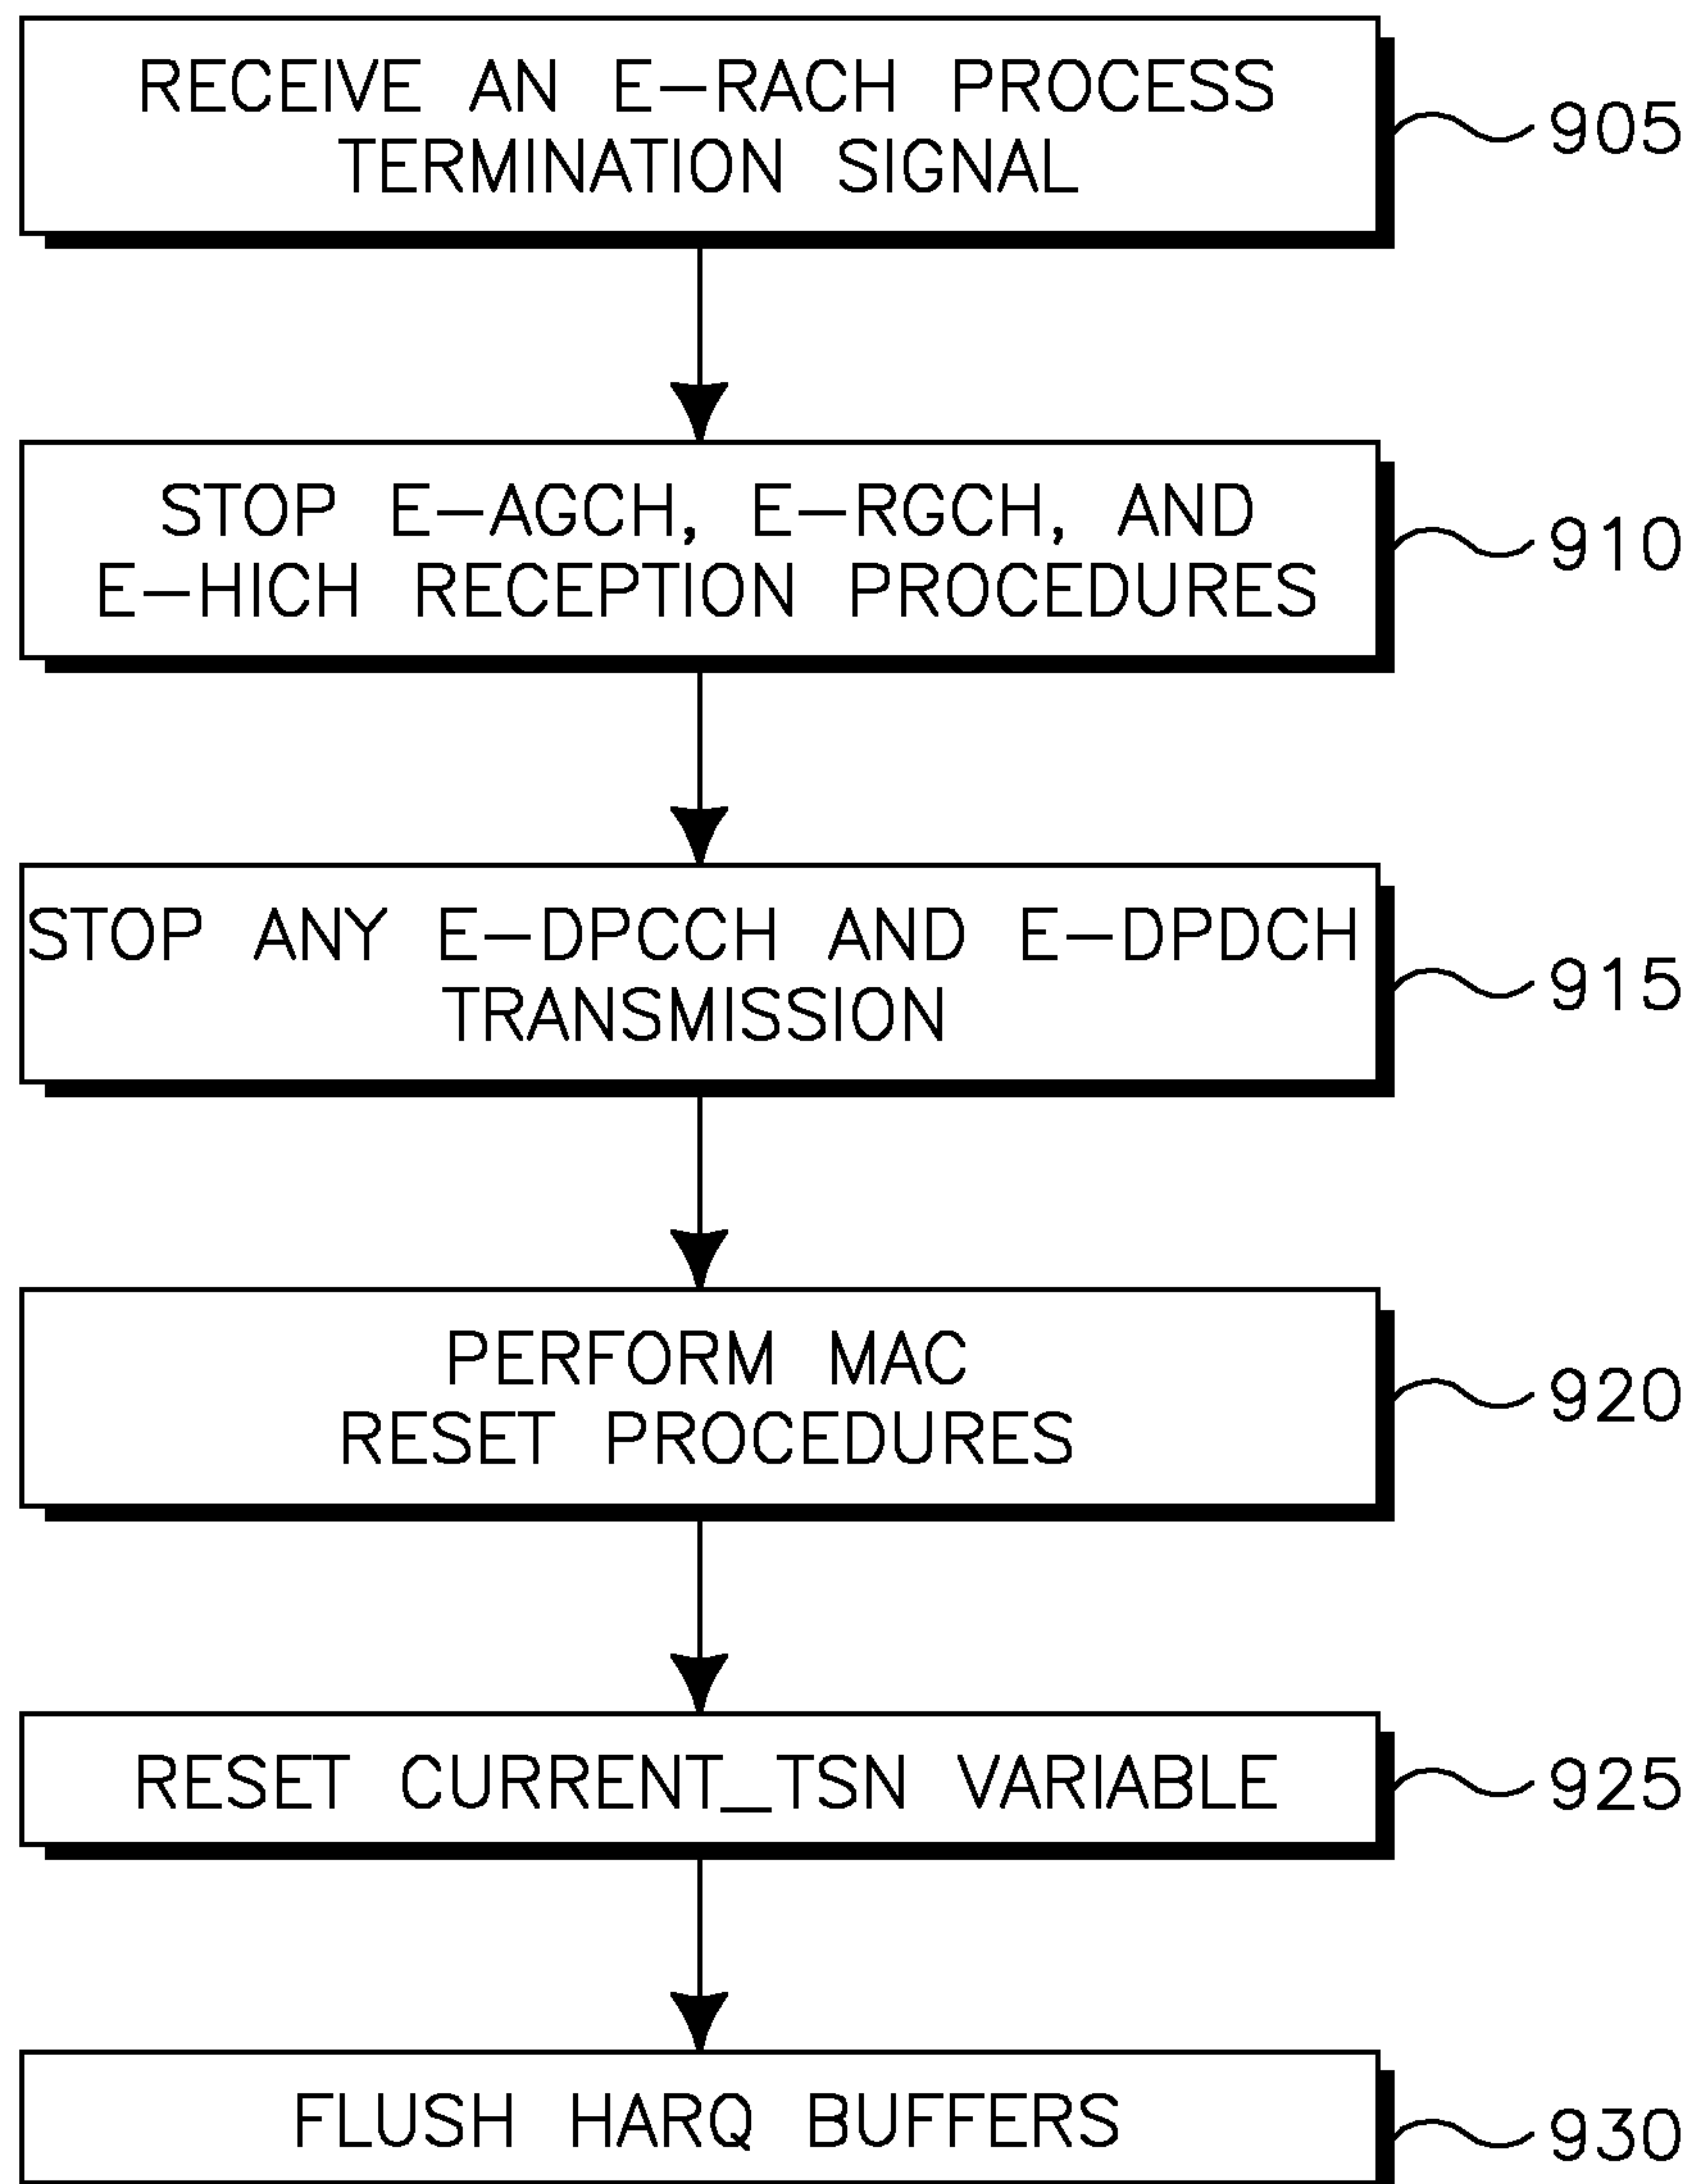 RECEIVE AN E-RACH PROCESS
TERMINATION SIGNAL
905
STOP E-AGCH, E-RGCH, AND
E-HICH RECEPTION PROCEDURES
910
STOP ANY E-DPCCH AND E-DPDCH
TRANSMISSION
915
PERFORM MAC
RESET PROCEDURES
920
RESET CURRENT_TSN VARIABLE
925
FLUSH HARQ BUFFERS
930